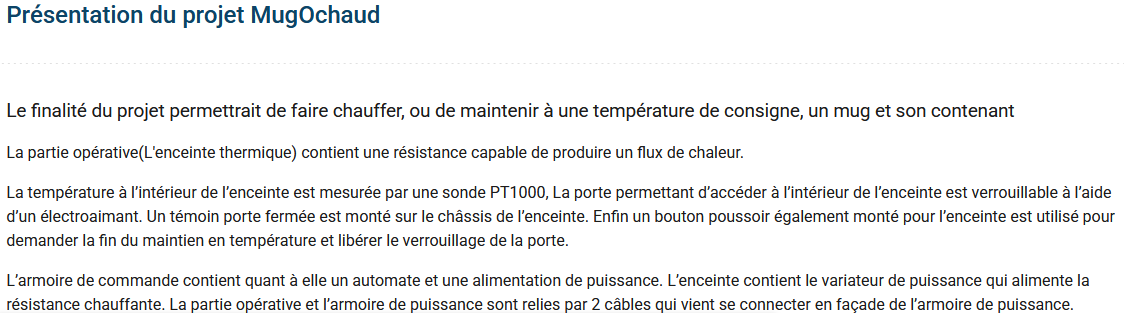 Présentation du projet MugOchaud
Le finalité du projet permettrait de faire chauffer, ou de maintenir à une température de consigne, un mug et son contenant
La partie opérative(L'enceinte thermique) contient une résistance capable de produire un flux de chaleur.
La température à l’intérieur de l’enceinte est mesurée par une sonde PT1000, La porte permettant d’accéder à l’intérieur de l’enceinte est verrouillable à l’aide
d’un électroaimant. Un témoin porte fermée est monté sur le châssis de l’enceinte. Enfin un bouton poussoir également monté pour l’enceinte est utilisé pour
demander la fin du maintien en température et libérer le verrouillage de la porte.
L’armoire de commande contient quant à elle un automate et une alimentation de puissance. L’enceinte contient le variateur de puissance qui alimente la
résistance chauffante. La partie opérative et l’armoire de puissance sont relies par 2 câbles qui vient se connecter en façade de l’armoire de puissance.